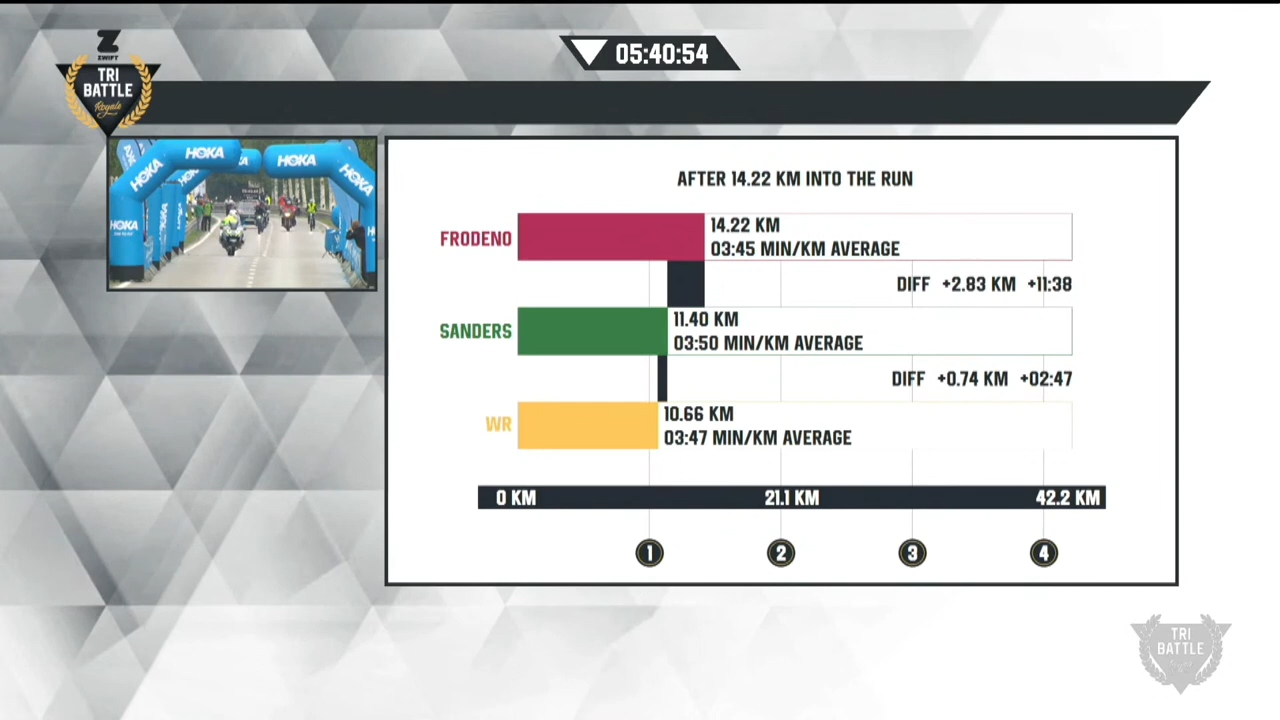 Z
ZWIFT
TRI
BATTLE
Royale
05:40:54
HOKA
HOKA
HOKA
HOKA
HOKA
AFTER 14.22 KM INTO THE RUN
FRODENO
14.22 KM
03:45 MIN/KM AVERAGE
DIFF +2.83 KM +11:38
SANDERS
11.40 KM
03:50 MIN/KM AVERAGE
DIFF +0.74 KM +02:47
WR
10.66 KM
03:47 MIN/KM AVERAGE
0 KM 21.1 KM 42.2 KM
1 2 3 4
TRI
BATTLE
Royale